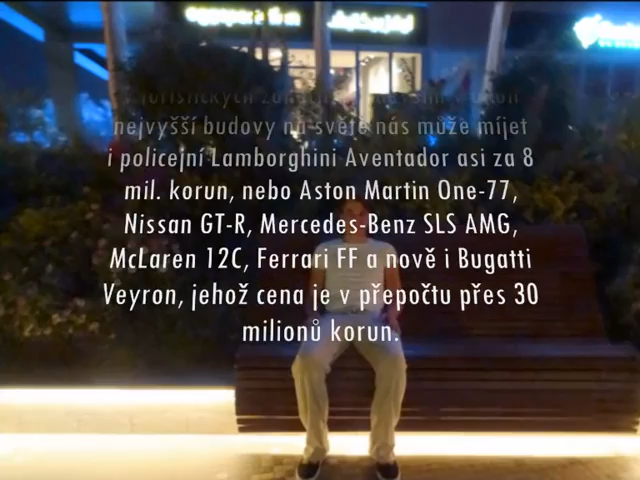 nejvyšší budovy na světě nás může míjet
i policejní Lamborghini Aventador asi za 8
mil. korun, nebo Aston Martin One-77,
Nissan GT-R, Mercedes-Benz SLS AMG,
McLaren 12C, Ferrari FF a nově i Bugatti
Veyron, jehož cena je v přepočtu přes 30
milionů korun.